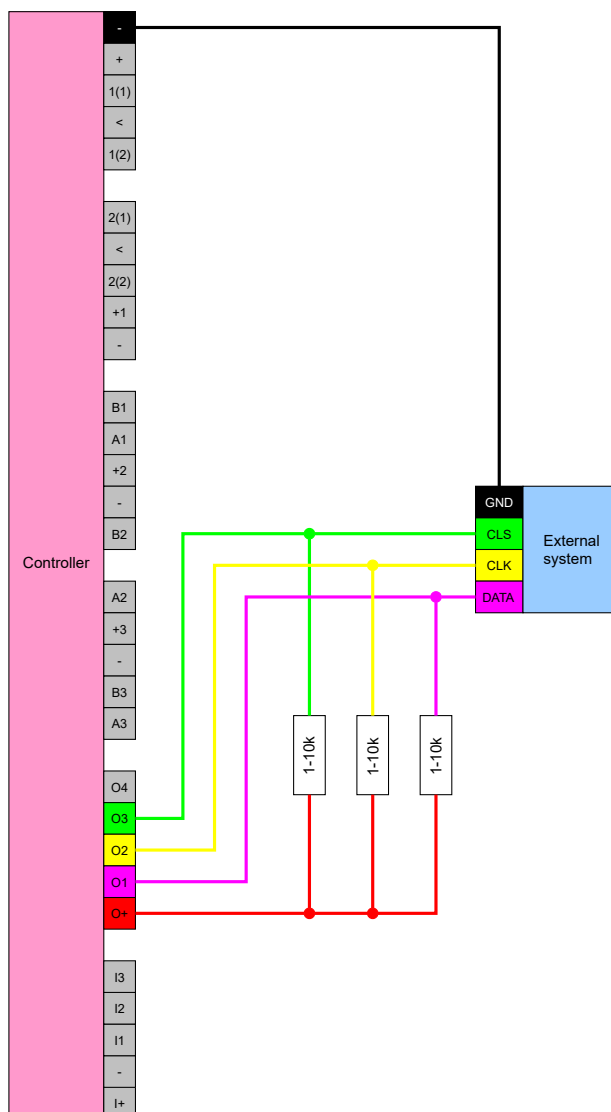 -
+
1(1)
<
1(2)
2(1)
<
2(2)
+1
-
B1
A1
+2
-
B2
Controller
A2
+3
-
B3
A3
O4
O3
O2
O1
O+
I3
I2
I1
-
I+
GND
CLS
CLK
DATA
External
system
1-10k
1-10k
1-10k